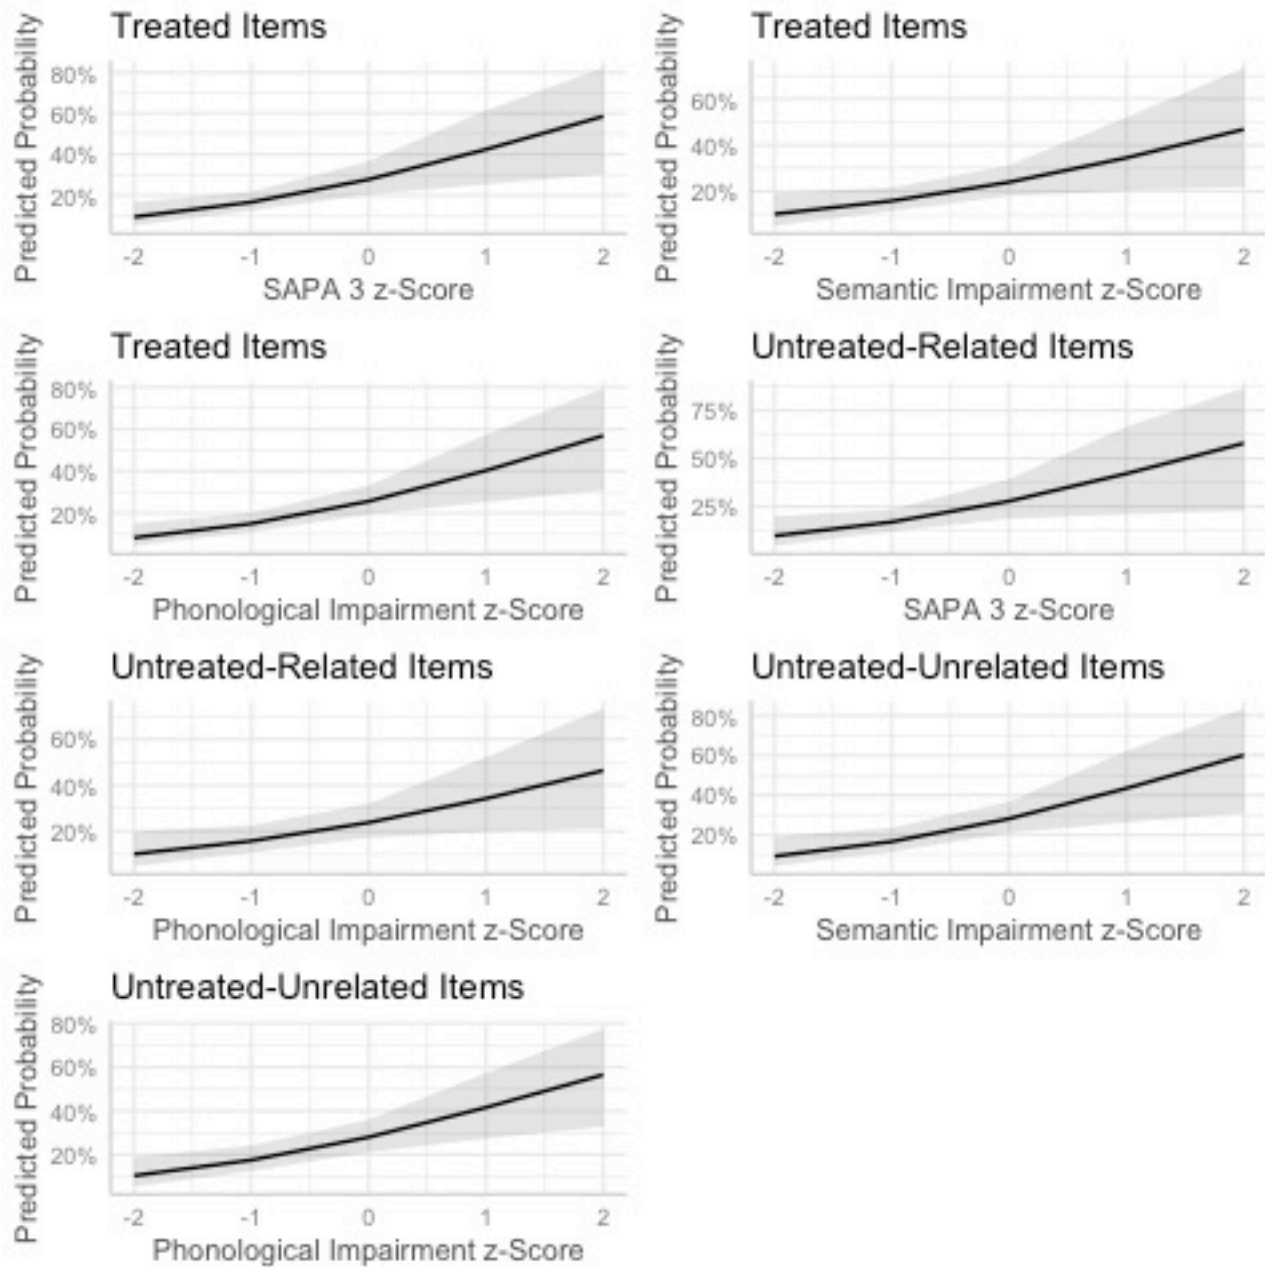 Treated Items
Predicted Probability
80%
60%
40%
20%
-2 -1 0 1 2
SAPA 3 z-Score
Treated Items
Predicted Probability
60%
40%
20%
-2 -1 0 1 2
Semantic Impairment z-Score
Treated Items
Predicted Probability
80%
60%
40%
20%
-2 -1 0 1 2
Phonological Impairment z-Score
Untreated-Related Items
Predicted Probability
75%
50%
25%
-2 -1 0 1 2
SAPA 3 z-Score
Untreated-Related Items
Predicted Probability
60%
40%
20%
-2 -1 0 1 2
Phonological Impairment z-Score
Untreated-Unrelated Items
Predicted Probability
80%
60%
40%
20%
-2 -1 0 1 2
Semantic Impairment z-Score
Untreated-Unrelated Items
Predicted Probability
80%
60%
40%
20%
-2 -1 0 1 2
Phonological Impairment z-Score